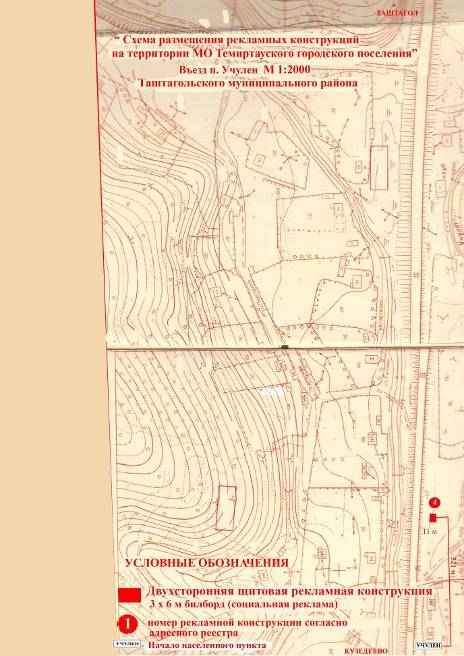 ТАШТАГОЛ
“ Схема размещения рекламных конструкций
на территории МО Темиртауского городского поселения”
Въезд п. Учулен М 1:2000
Таштагольского муниципального района
4
11 м
521 м
УСЛОВНЫЕ ОБОЗНАЧЕНИЯ
Двухсторонняя щитовая рекламная конструкция
3 х 6 м билборд (социальная реклама)
1 номер рекламной конструкции согласно
адресного реестра
УЧУЛЕН Начало населенного пункта
КУЗЕДЕЕВО
УЧУЛЕН